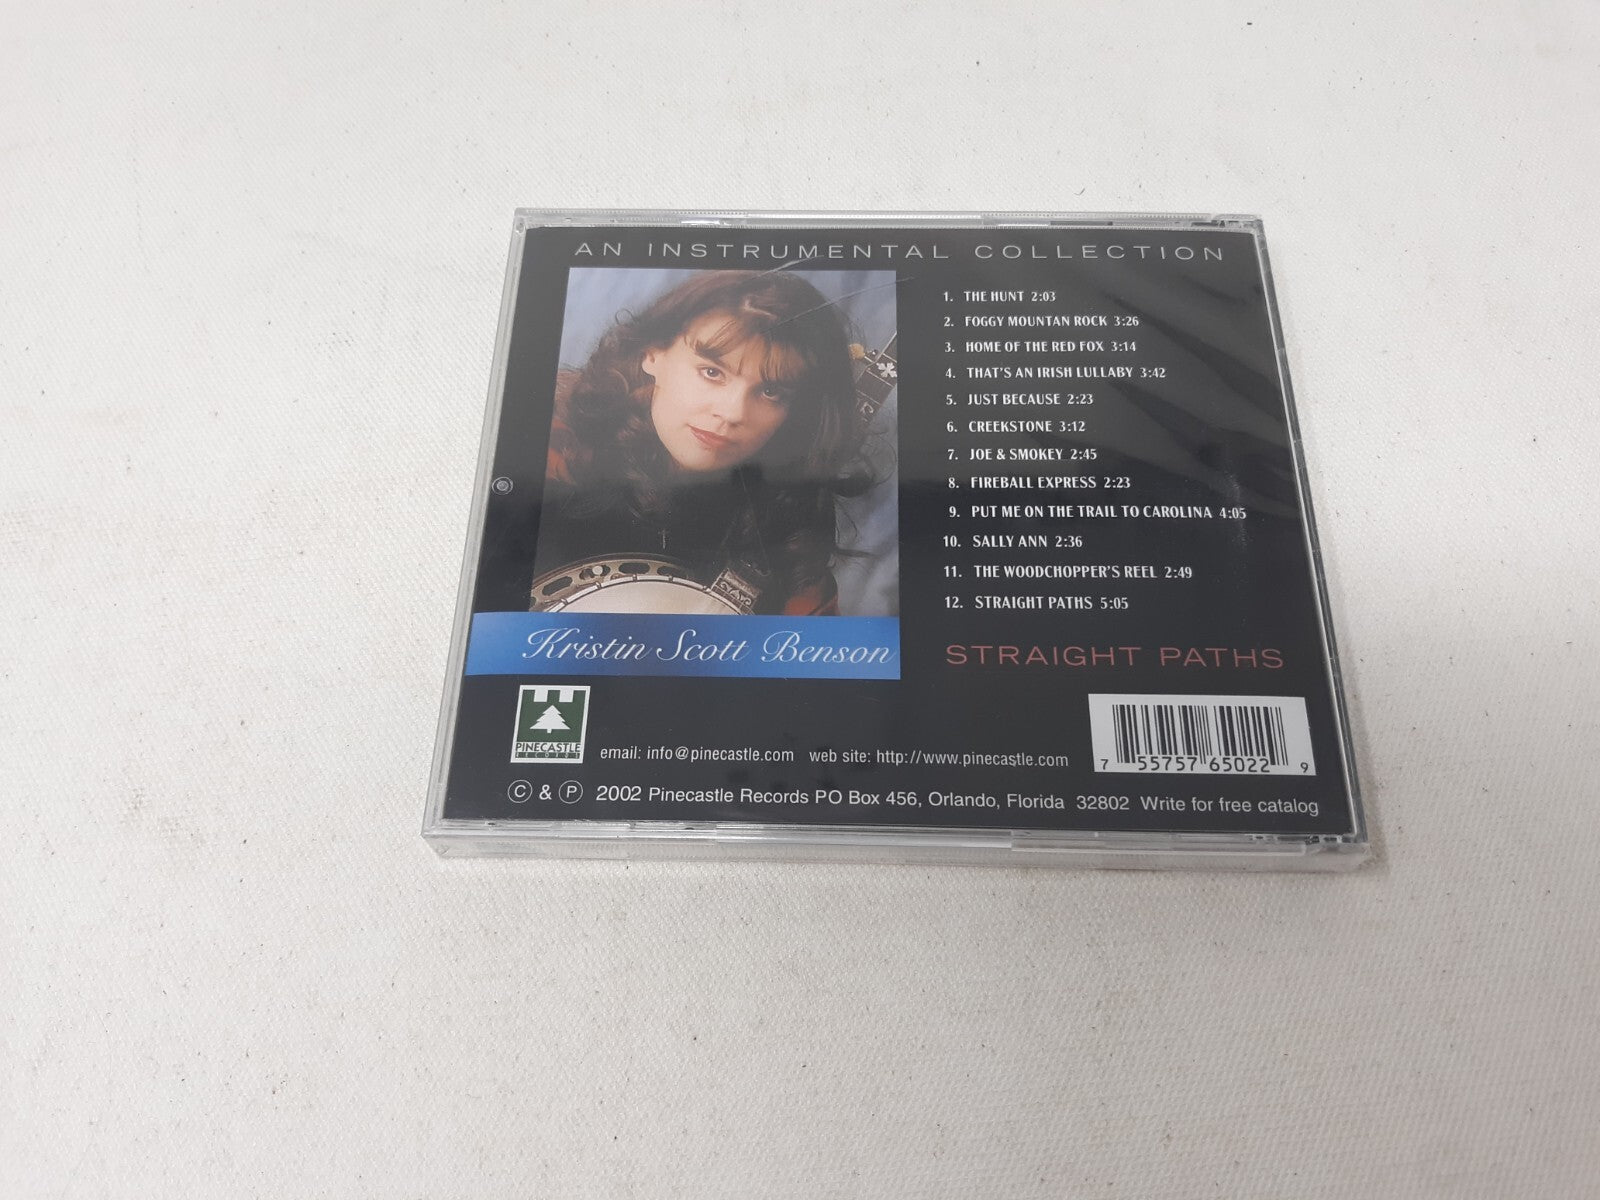 AN INSTRUMENTAL COLLECTION
1. THE HUNT 2:03
2. FOGGY MOUNTAN ROCK 3:26
3. HOME OF THE RED FOX 3:14
4. THAT'S AN IRISH LULLABY 3:42
5. JUST BECAUSE 2:23
6. CREEKSTONE 3:12
7. JOE & SMOKEY 2:45
8. FIREBALL EXPRESS 2:23
9. PUT ME ON THE TRAIL TO CAROLINA 4:05
10. SALLY ANN 2:36
11. THE WOODCHOPPER'S REEL 2:49
12. STRAIGHT PATHS 5:05
Kristin Scott Benson
STRAIGHT PATHS
PINECASTLE
RECORDS
email: info@pinecastle.com web site: http://www.pinecastle.com
7 55757 65022 9
© & ℗ 2002 Pinecastle Records PO Box 456, Orlando, Florida 32802 Write for free catalog